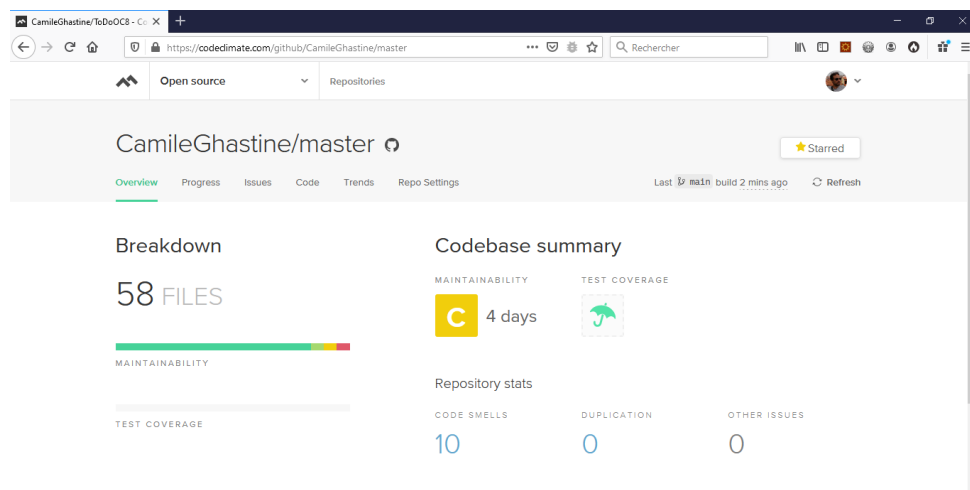 CamileGhastine/ToDoOC8 - Co
https://codeclimate.com/github/CamileGhastine/master
Rechercher
Open source
Repositories
CamileGhastine/master
Starred
Overview Progress Issues Code Trends Repo Settings
Last main build 2 mins ago Refresh
Breakdown
Codebase summary
58 FILES
MAINTAINABILITY
TEST COVERAGE
C 4 days
MAINTAINABILITY
Repository stats
TEST COVERAGE
CODE SMELLS
DUPLICATION
OTHER ISSUES
10
0
0